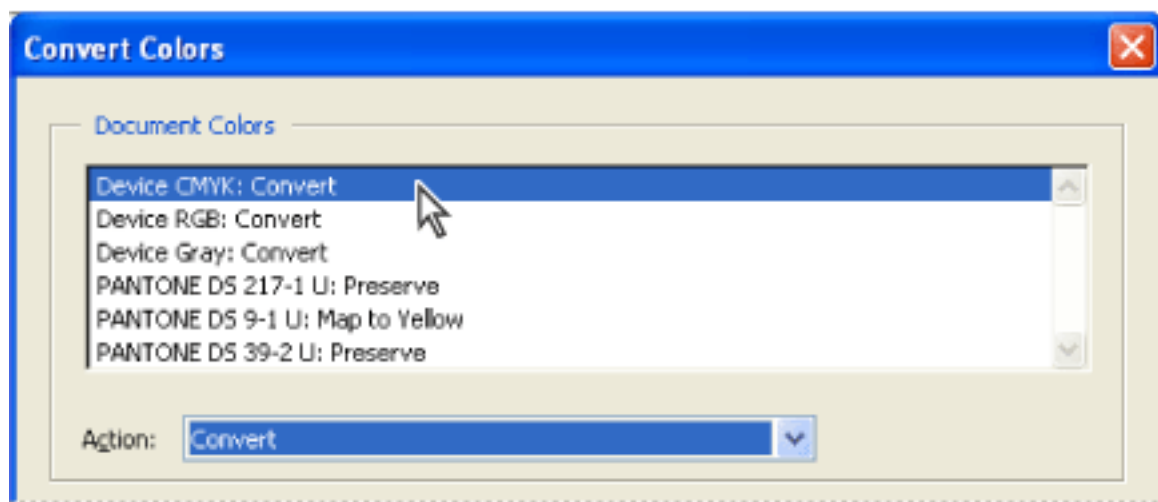 Convert Colors
Document Colors
Device CMYK: Convert
Device RGB: Convert
Device Gray: Convert
PANTONE DS 217-1 U: Preserve
PANTONE DS 9-1 U: Map to Yellow
PANTONE DS 39-2 U: Preserve
Action: Convert